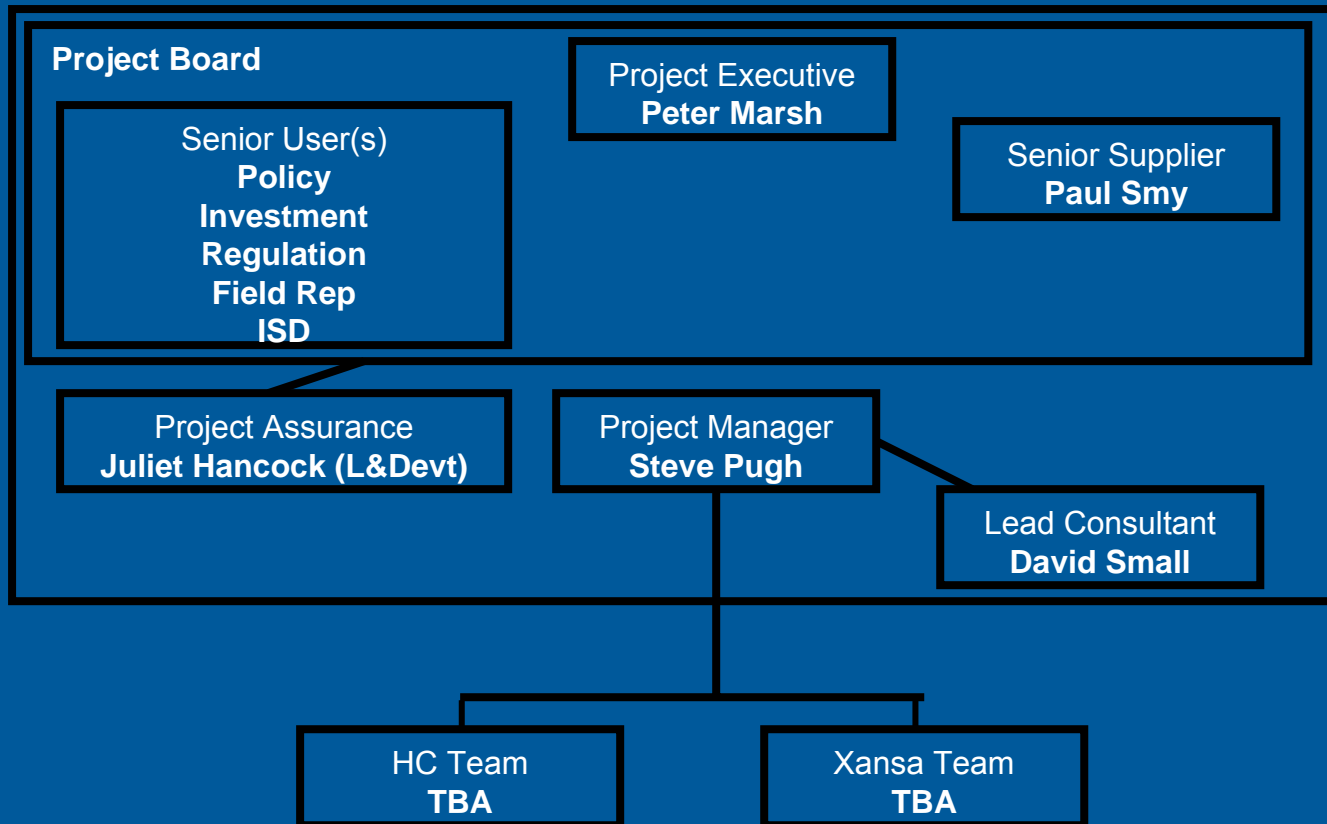 Project Board
Project Executive
Peter Marsh
Senior User(s)
Policy
Investment
Regulation
Field Rep
ISD
Senior Supplier
Paul Smy
Project Assurance
Juliet Hancock (L&Devt)
Project Manager
Steve Pugh
Lead Consultant
David Small
HC Team
TBA
Xansa Team
TBA